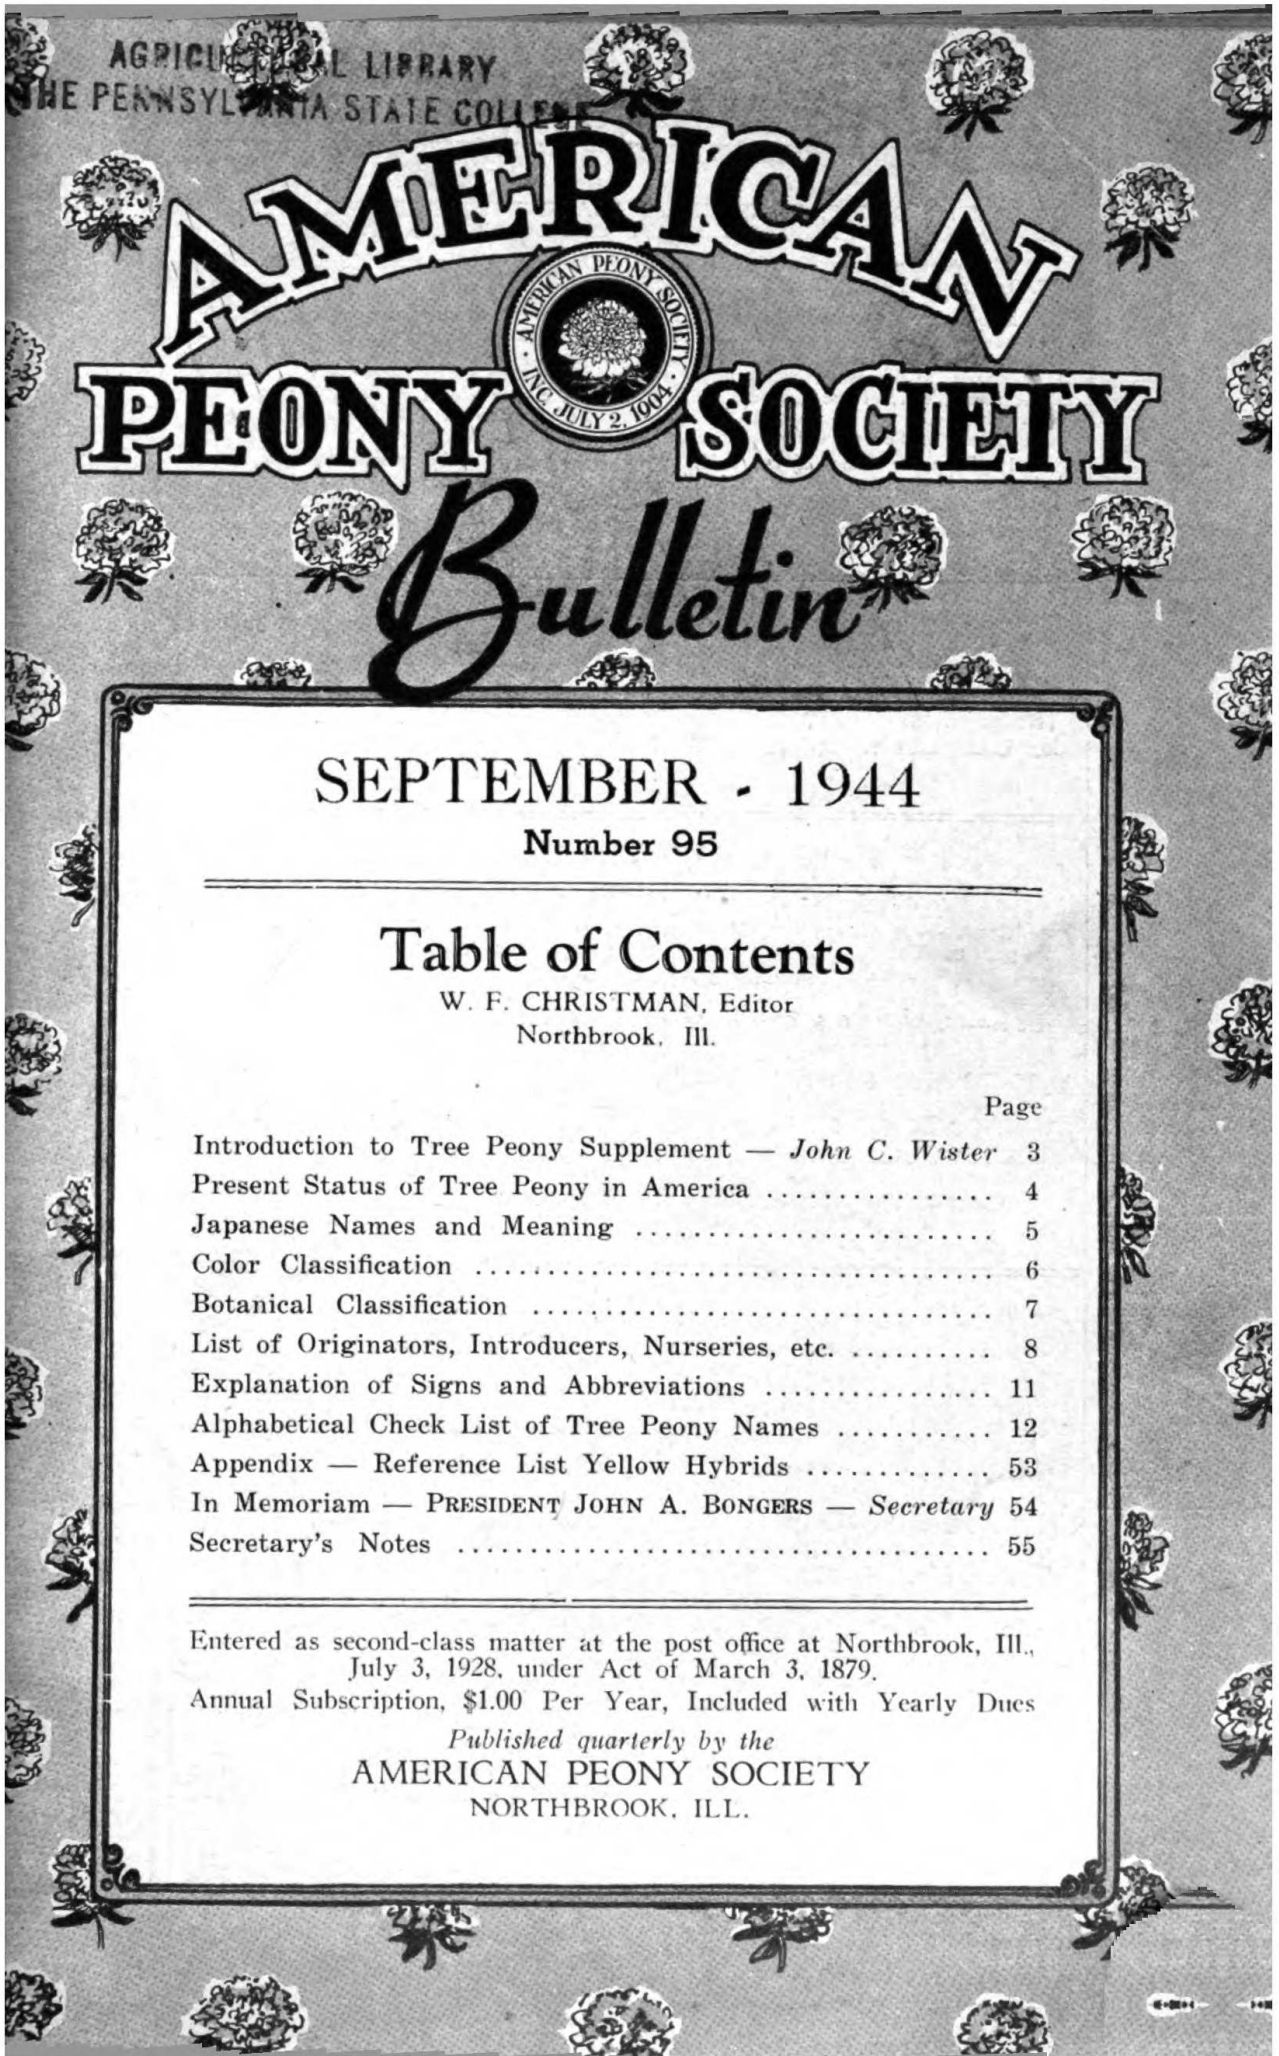 AGRICULTURAL LIBRARY
THE PENNSYLVANIA STATE COLLEGE
AMERICAN
PEONY SOCIETY
· AMERICAN PEONY SOCIETY ·
INC JULY 2, 1904
Bulletin
SEPTEMBER - 1944
Number 95
Table of Contents
W. F. CHRISTMAN, Editor
Northbrook, Ill.
Page
Introduction to Tree Peony Supplement — John C. Wister 3
Present Status of Tree Peony in America ................ 4
Japanese Names and Meaning ......................... 5
Color Classification .................................... 6
Botanical Classification ................................ 7
List of Originators, Introducers, Nurseries, etc. .......... 8
Explanation of Signs and Abbreviations ................ 11
Alphabetical Check List of Tree Peony Names ........... 12
Appendix — Reference List Yellow Hybrids ............. 53
In Memoriam — PRESIDENT JOHN A. BONGERS — Secretary 54
Secretary's Notes ..................................... 55
Entered as second-class matter at the post office at Northbrook, Ill.,
July 3, 1928, under Act of March 3, 1879.
Annual Subscription, $1.00 Per Year, Included with Yearly Dues
Published quarterly by the
AMERICAN PEONY SOCIETY
NORTHBROOK, ILL.